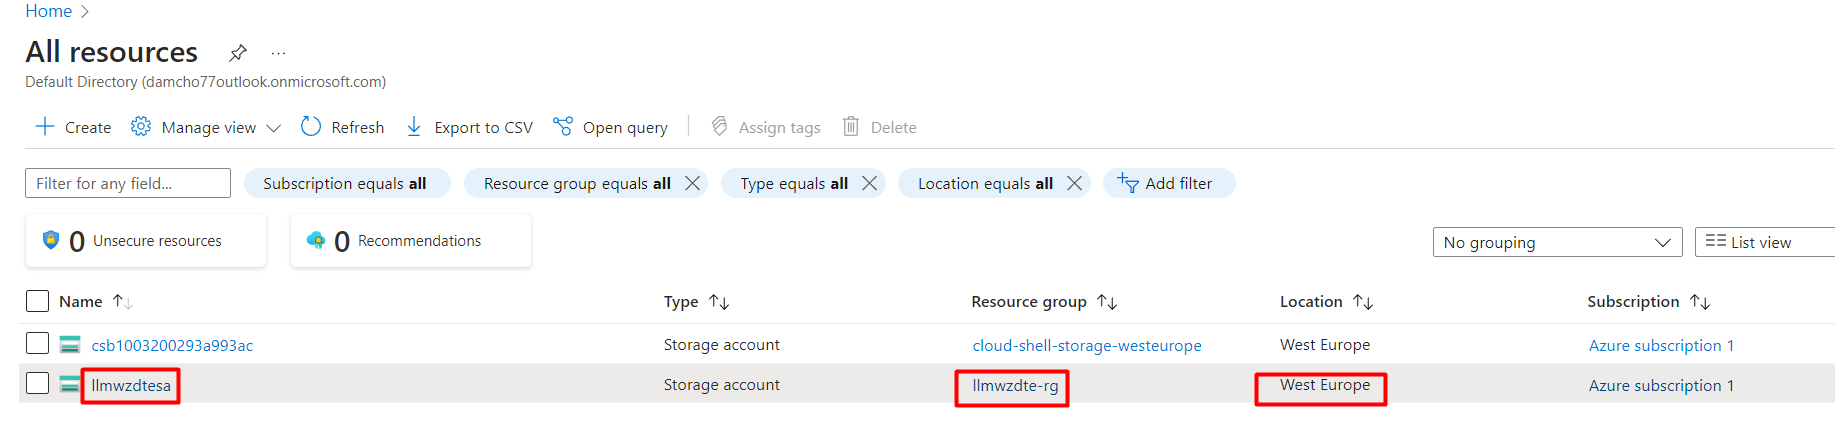 Home >
All resources ...
Default Directory (damcho77outlook.onmicrosoft.com)
Create Manage view Refresh Export to CSV Open query Assign tags Delete
Filter for any field... Subscription equals all Resource group equals all Type equals all Location equals all Add filter
0 Unsecure resources 0 Recommendations
No grouping List view
Name Type Resource group Location Subscription
csb1003200293a993ac Storage account cloud-shell-storage-westeurope West Europe Azure subscription 1
llmwzdtesa Storage account llmwzdte-rg West Europe Azure subscription 1